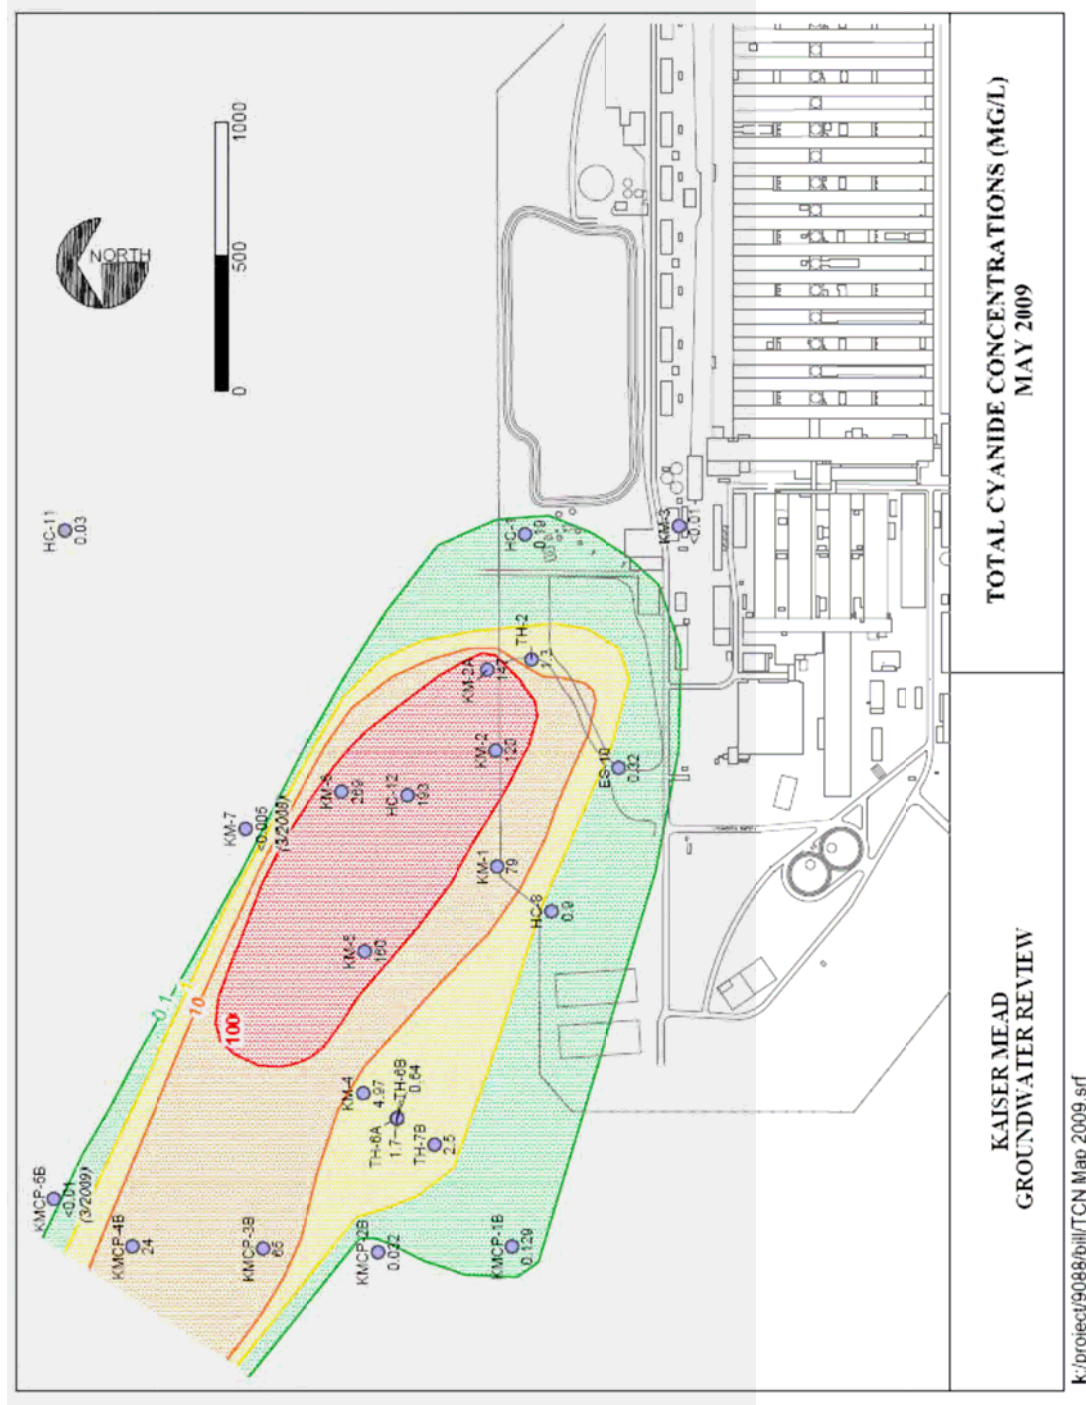 TOTAL CYANIDE CONCENTRATIONS (MG/L)
MAY 2009
KAISER MEAD
GROUNDWATER REVIEW
NORTH
0
500
1000
HC-11
0.03
KM-7
<0.005
(3/2008)
KMCP-5B
<0.01
(3/2009)
KMCP-4B
24
KMCP-3B
65
KMCP-2B
0.022
KMCP-1B
0.129
0.1
1
10
100
KM-6
269
HC-12
193
KM-5
160
KM-4
4.97
TH-6A
1.7
TH-6B
0.64
TH-7B
2.5
KM-2A
147
KM-2
120
KM-1
79
HC-8
0.9
ES-10
0.32
TH-2
1.3
HC-1
0.19
KM-3
<0.01
k:/project/9088/bill/TCN Map 2009.srf